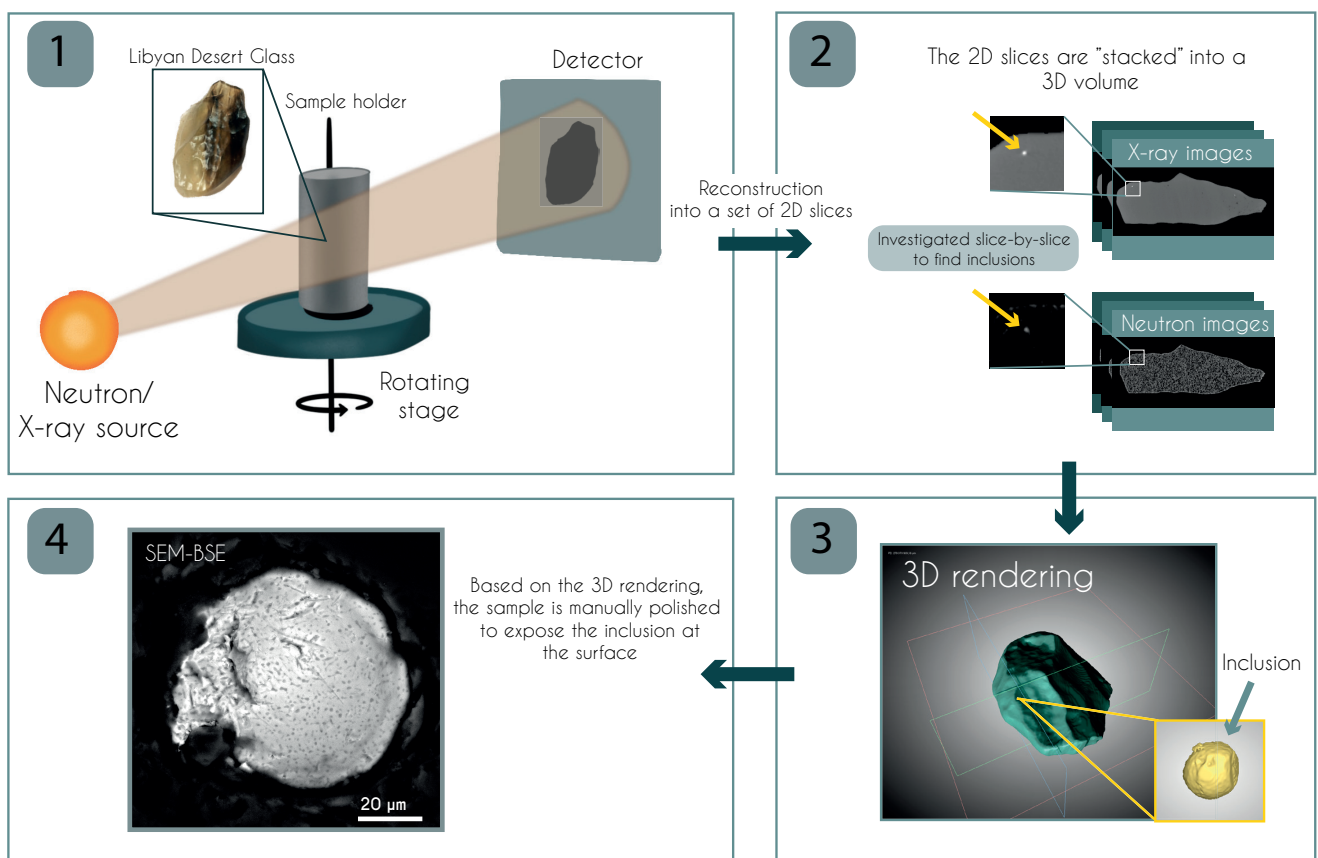 1
Libyan Desert Glass
Sample holder
Detector
Neutron/
X-ray source
Rotating
stage
Reconstruction
into a set of 2D slices
2
The 2D slices are "stacked" into a
3D volume
X-ray images
Investigated slice-by-slice
to find inclusions
Neutron images
3
3D rendering
Inclusion
Based on the 3D rendering,
the sample is manually polished
to expose the inclusion at
the surface
4
SEM-BSE
20 µm